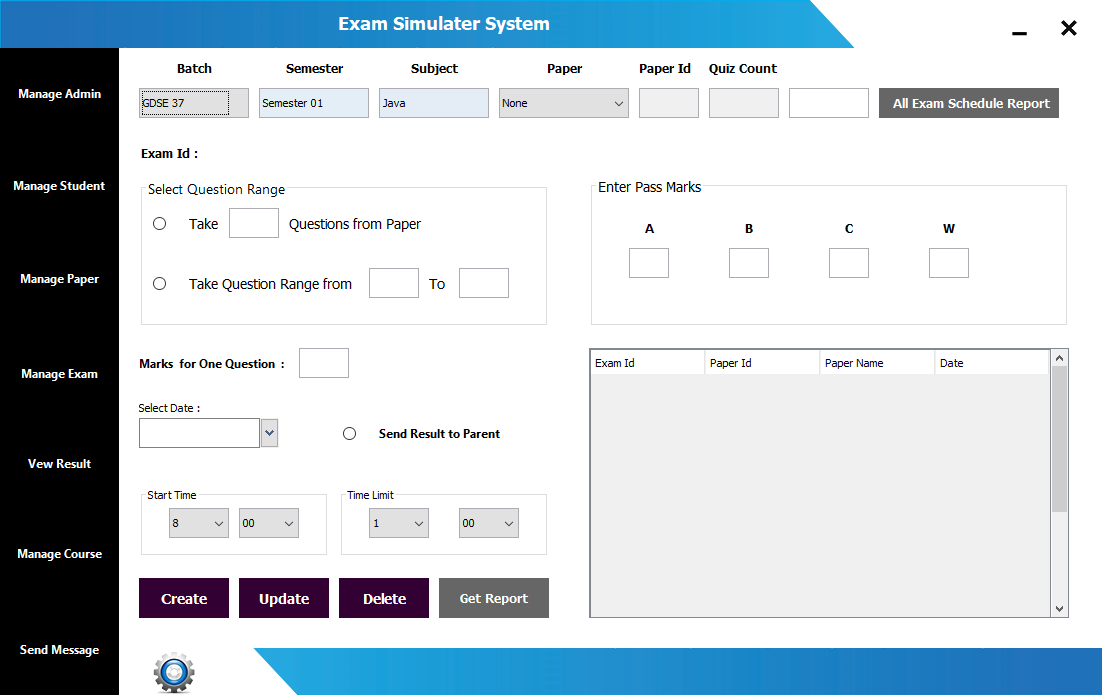 Exam Simulater System
Manage Admin
Manage Student
Manage Paper
Manage Exam
Vew Result
Manage Course
Send Message
Batch Semester Subject Paper Paper Id Quiz Count
GDSE 37 Semester 01 Java None All Exam Schedule Report
Exam Id :
Select Question Range
Take Questions from Paper
Take Question Range from To
Enter Pass Marks
A B C W
Marks for One Question :
Select Date :
Send Result to Parent
Start Time
8 00
Time Limit
1 00
Create Update Delete Get Report
Exam Id Paper Id Paper Name Date